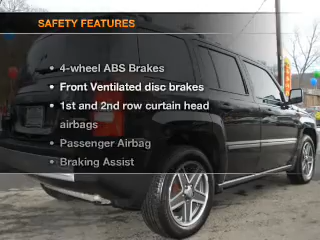 SAFETY FEATURES
• 4-wheel ABS Brakes
• Front Ventilated disc brakes
• 1st and 2nd row curtain head
airbags
• Passenger Airbag
• Braking Assist